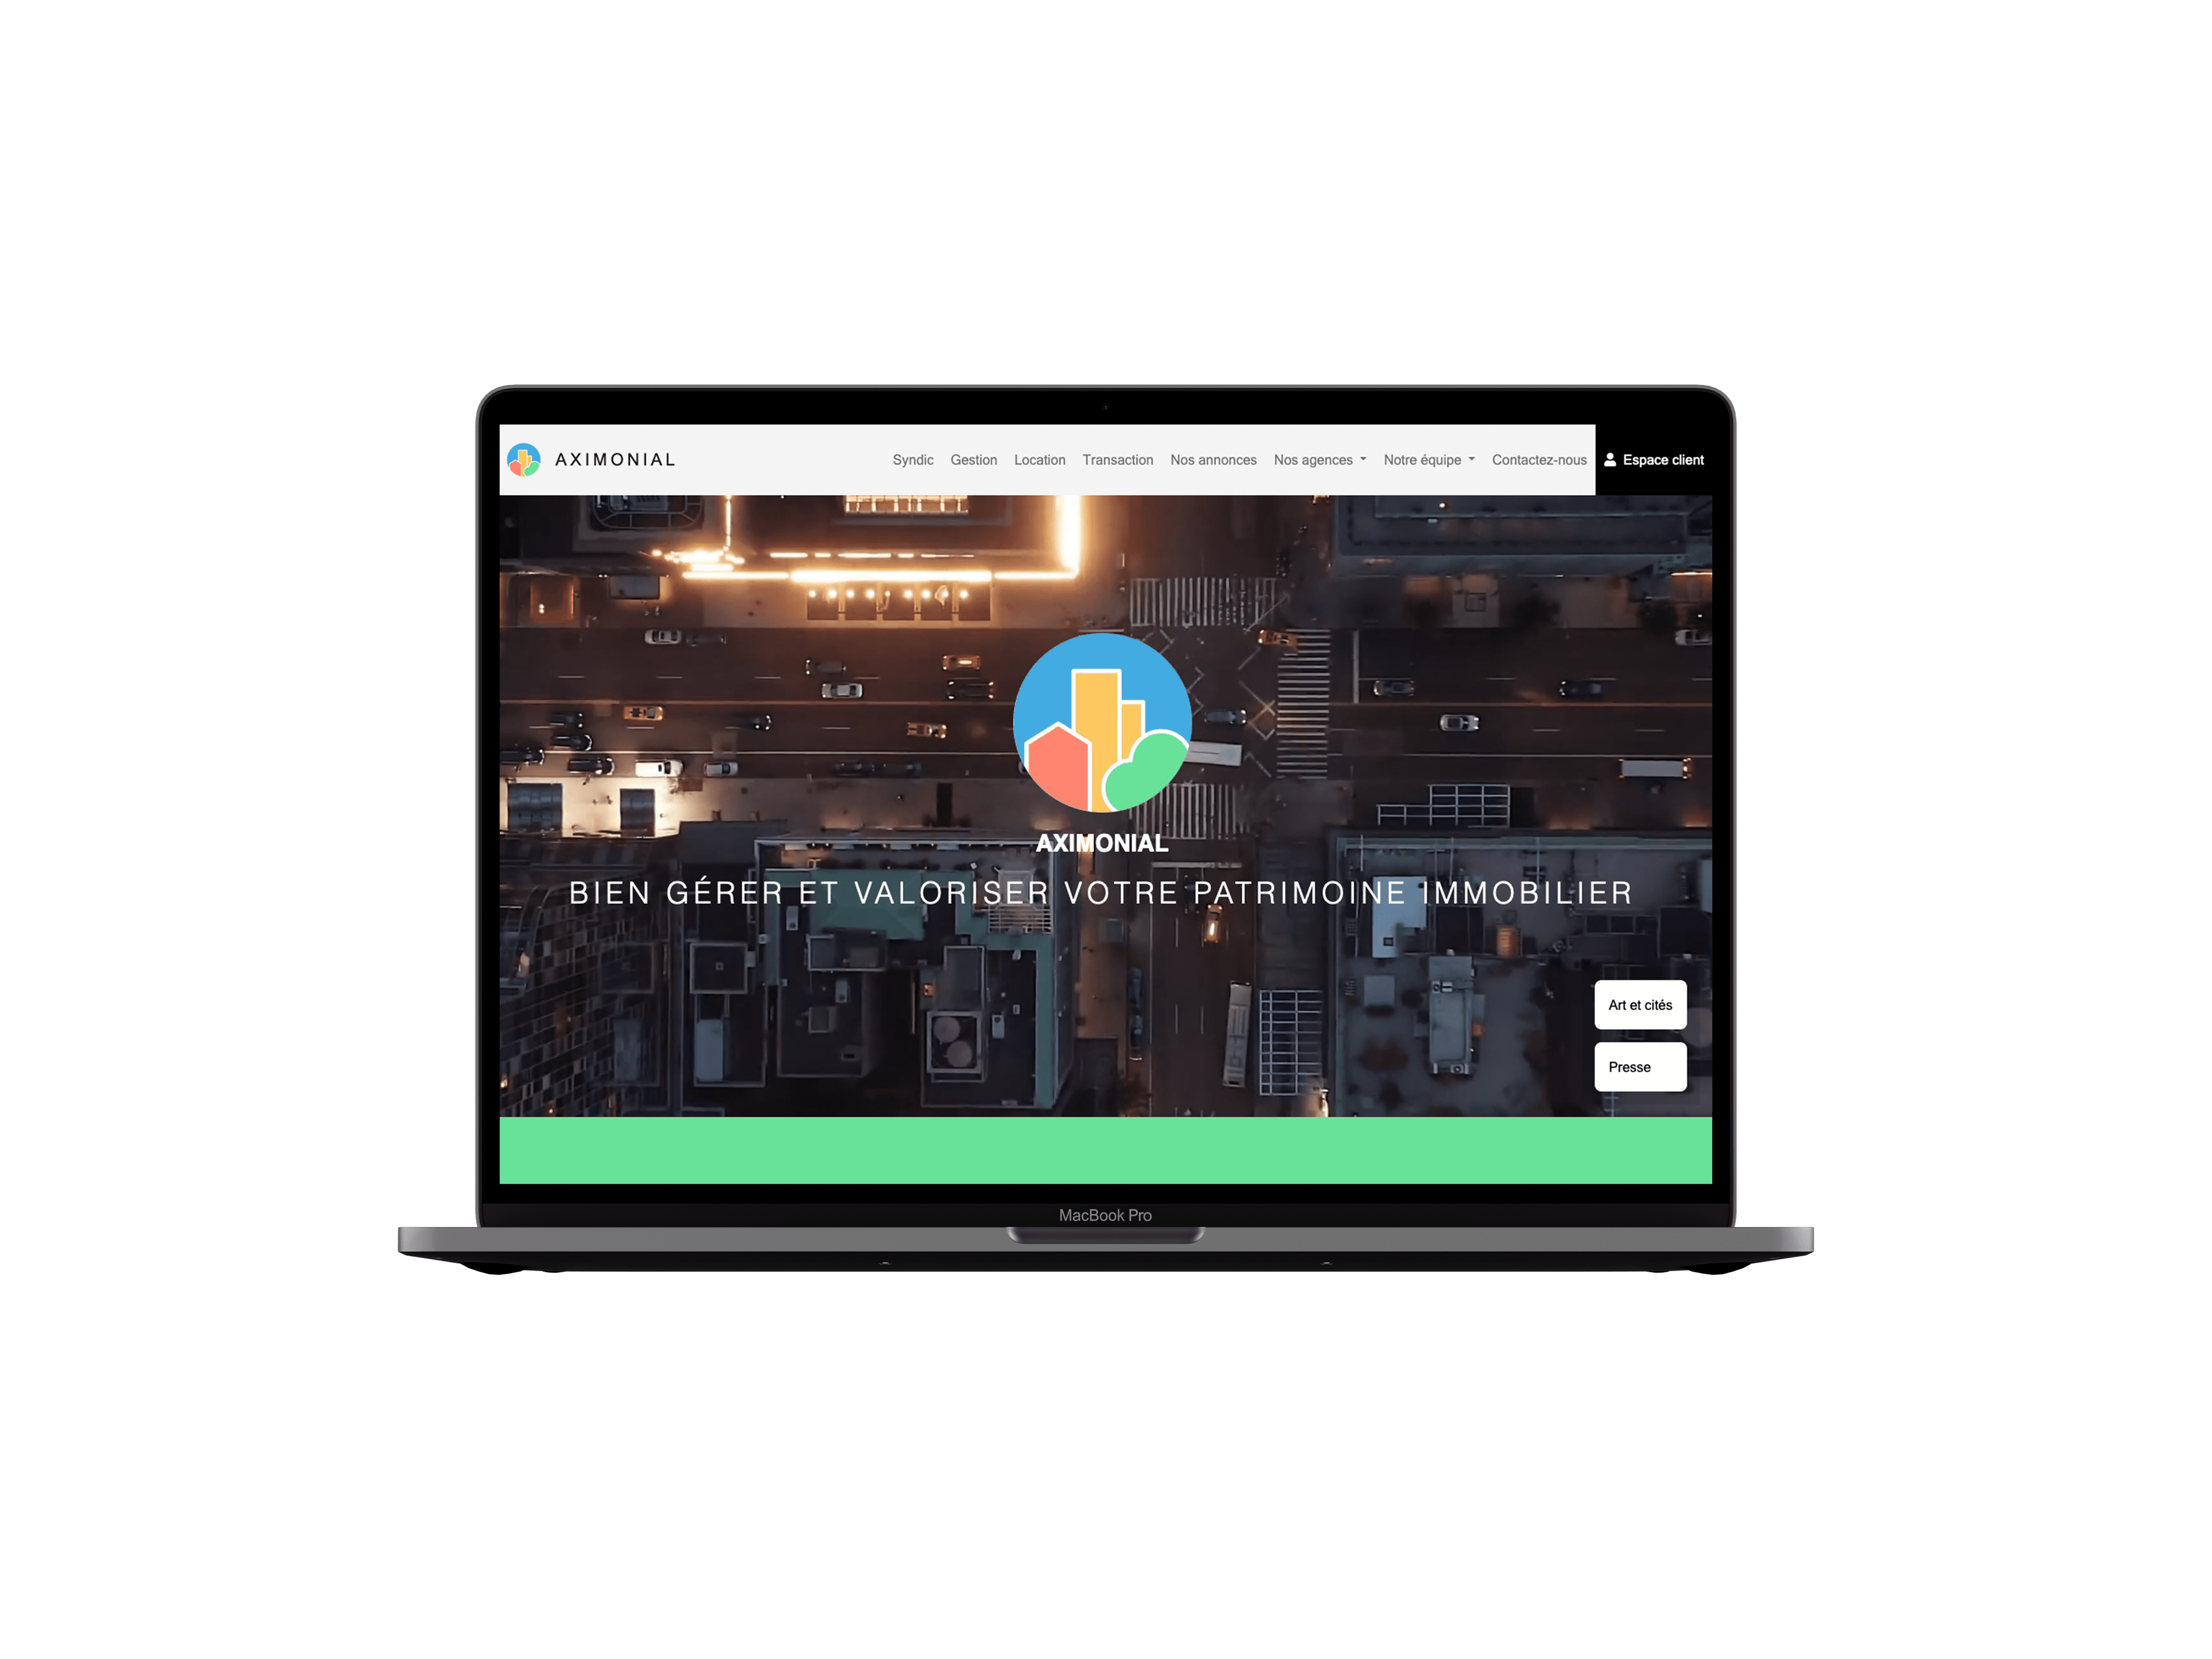 AXIMONIAL Syndic Gestion Location Transaction Nos annonces Nos agences Notre équipe Contactez-nous Espace client
AXIMONIAL
BIEN GÉRER ET VALORISER VOTRE PATRIMOINE IMMOBILIER
Art et cités
Presse
MacBook Pro